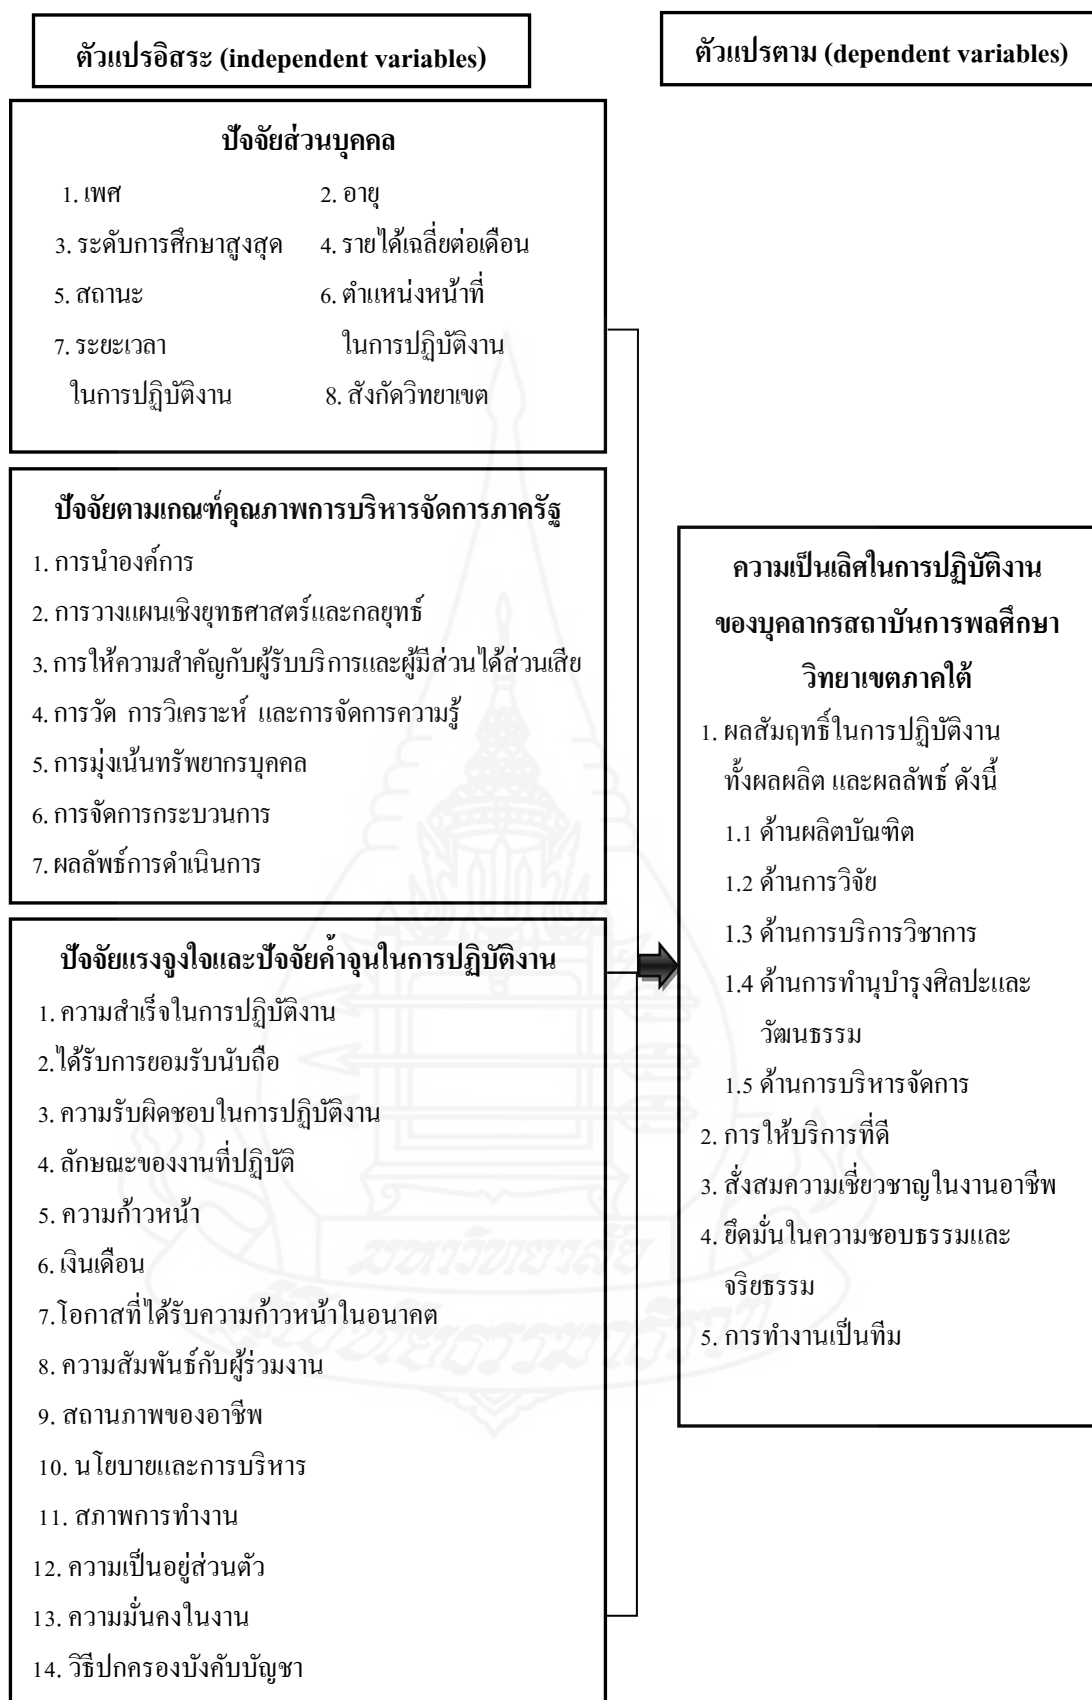 ตัวแปรอิสระ (independent variables)
ตัวแปรตาม (dependent variables)
ปัจจัยส่วนบุคคล
1. เพศ 2. อายุ
3. ระดับการศึกษาสูงสุด 4. รายได้เฉลี่ยต่อเดือน
5. สถานะ 6. ตำแหน่งหน้าที่
7. ระยะเวลา ในการปฏิบัติงาน
ในการปฏิบัติงาน 8. สังกัดวิทยาเขต
ปัจจัยตามเกณฑ์คุณภาพการบริหารจัดการภาครัฐ
1. การนำองค์การ
2. การวางแผนเชิงยุทธศาสตร์และกลยุทธ์
3. การให้ความสำคัญกับผู้รับบริการและผู้มีส่วนได้ส่วนเสีย
4. การวัด การวิเคราะห์ และการจัดการความรู้
5. การมุ่งเน้นทรัพยากรบุคคล
6. การจัดการกระบวนการ
7. ผลลัพธ์การดำเนินการ
ปัจจัยแรงจูงใจและปัจจัยค้ำจุนในการปฏิบัติงาน
1. ความสำเร็จในการปฏิบัติงาน
2. ได้รับการยอมรับนับถือ
3. ความรับผิดชอบในการปฏิบัติงาน
4. ลักษณะของงานที่ปฏิบัติ
5. ความก้าวหน้า
6. เงินเดือน
7. โอกาสที่ได้รับความก้าวหน้าในอนาคต
8. ความสัมพันธ์กับผู้ร่วมงาน
9. สถานภาพของอาชีพ
10. นโยบายและการบริหาร
11. สภาพการทำงาน
12. ความเป็นอยู่ส่วนตัว
13. ความมั่นคงในงาน
14. วิธีปกครองบังคับบัญชา
ความเป็นเลิศในการปฏิบัติงาน
ของบุคลากรสถาบันการพลศึกษา
วิทยาเขตภาคใต้
1. ผลสัมฤทธิ์ในการปฏิบัติงาน
ทั้งผลผลิต และผลลัพธ์ ดังนี้
1.1 ด้านผลิตบัณฑิต
1.2 ด้านการวิจัย
1.3 ด้านการบริการวิชาการ
1.4 ด้านการทำนุบำรุงศิลปะและ
วัฒนธรรม
1.5 ด้านการบริหารจัดการ
2. การให้บริการที่ดี
3. สั่งสมความเชี่ยวชาญในงานอาชีพ
4. ยึดมั่นในความชอบธรรมและ
จริยธรรม
5. การทำงานเป็นทีม
มหาวิทยาลัย
สุโขทัยธรรมาธิราช